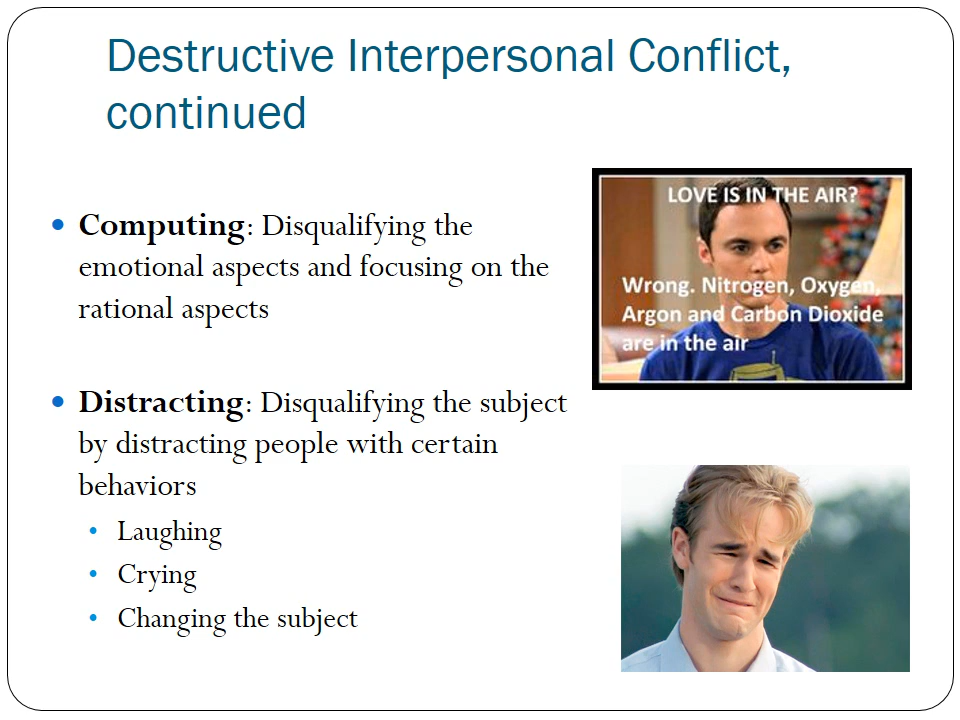 Destructive Interpersonal Conflict,
continued
• Computing: Disqualifying the
emotional aspects and focusing on the
rational aspects
LOVE IS IN THE AIR?
Wrong. Nitrogen, Oxygen,
Argon and Carbon Dioxide
are in the air
• Distracting: Disqualifying the subject
by distracting people with certain
behaviors
• Laughing
• Crying
• Changing the subject